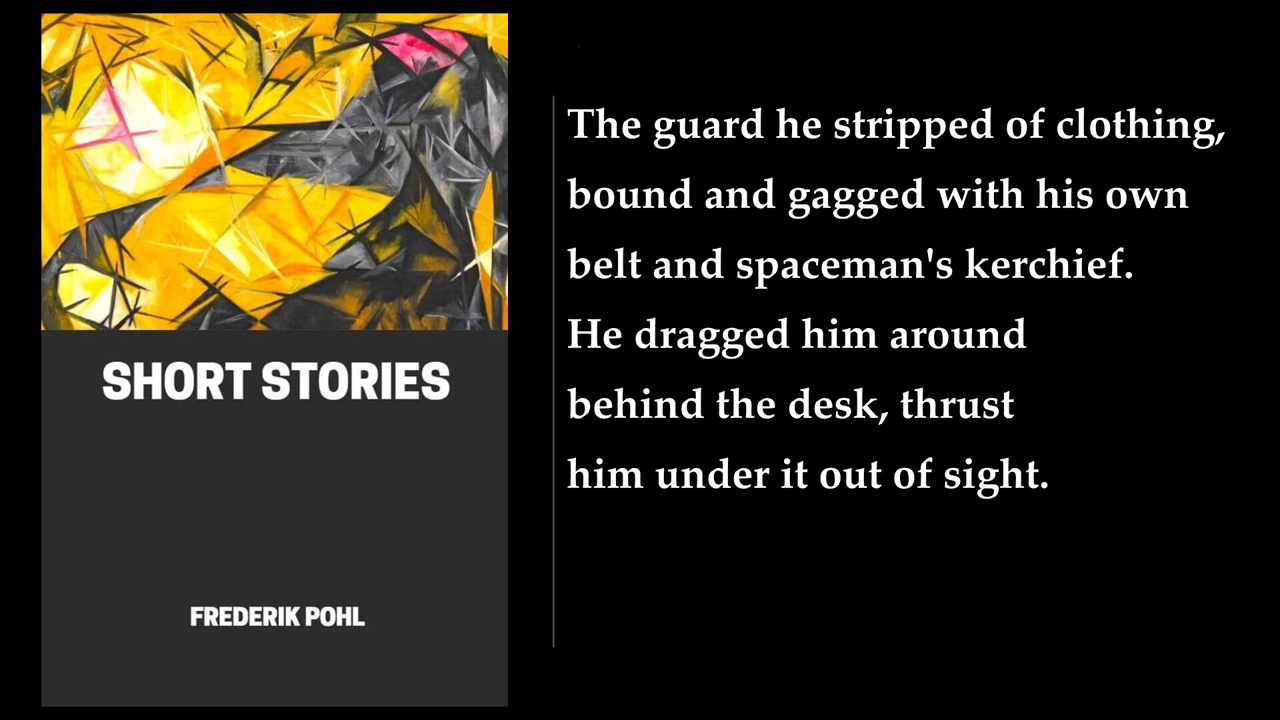 SHORT STORIES
FREDERIK POHL
The guard he stripped of clothing,
bound and gagged with his own
belt and spaceman's kerchief.
He dragged him around
behind the desk, thrust
him under it out of sight.